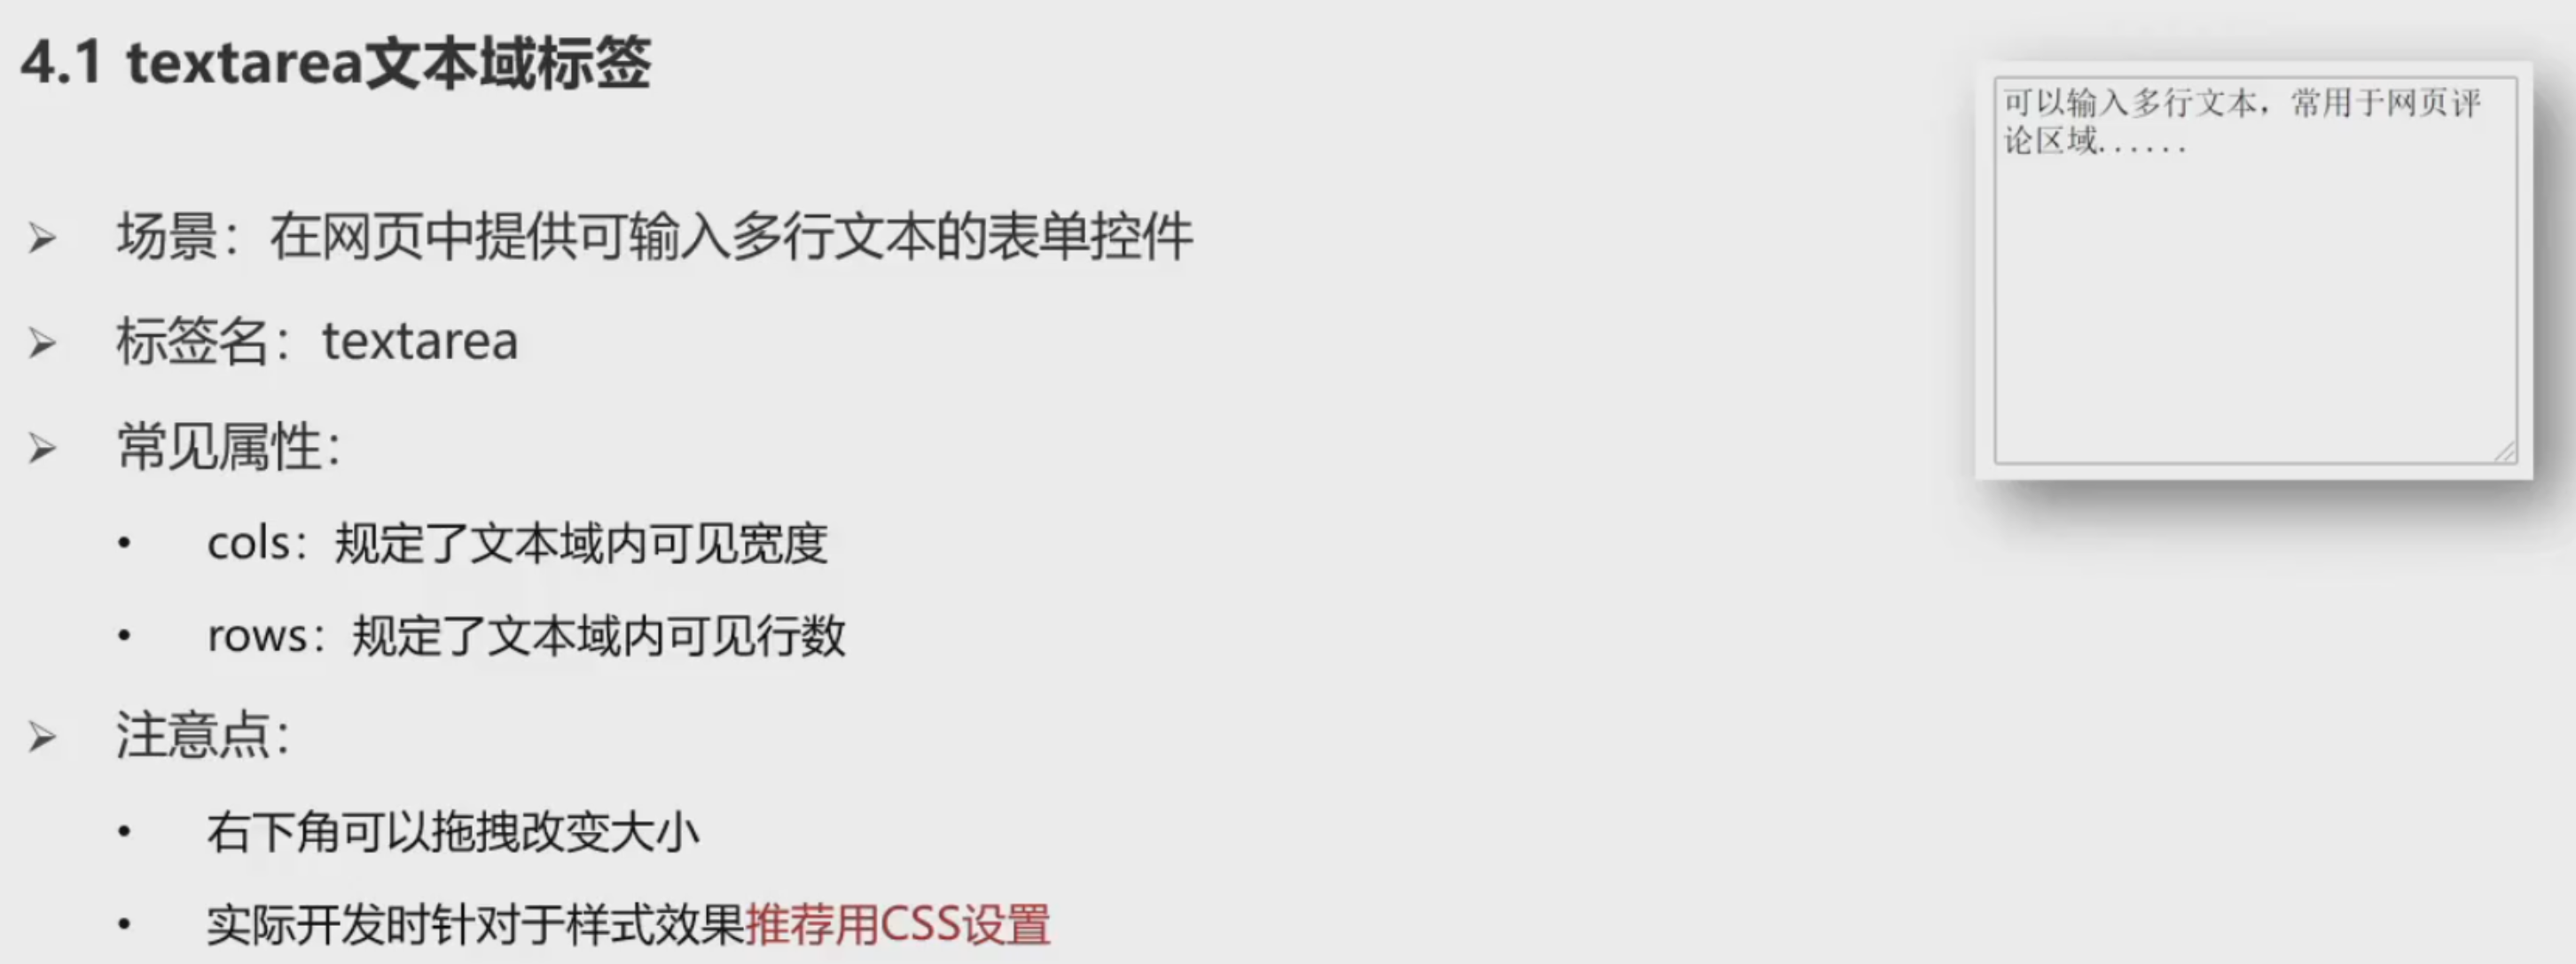 4.1 textarea文本域标签
可以输入多行文本，常用于网页评
论区域......
场景：在网页中提供可输入多行文本的表单控件
标签名：textarea
常见属性：
cols：规定了文本域内可见宽度
rows：规定了文本域内可见行数
注意点：
右下角可以拖拽改变大小
实际开发时针对于样式效果推荐用CSS设置